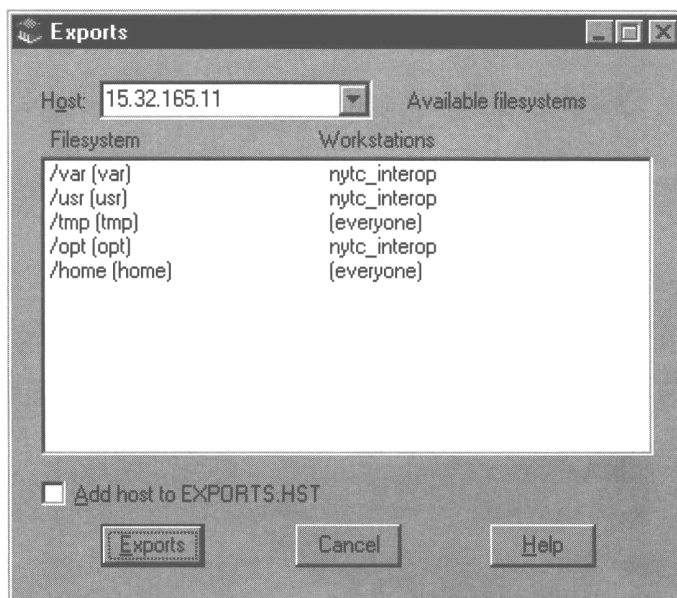 Exports
Host: 15.32.165.11 Available filesystems
Filesystem Workstations
/var (var) nytc_interop
/usr (usr) nytc_interop
/tmp (tmp) (everyone)
/opt (opt) nytc_interop
/home (home) (everyone)
Add host to EXPORTS.HST
Exports Cancel Help